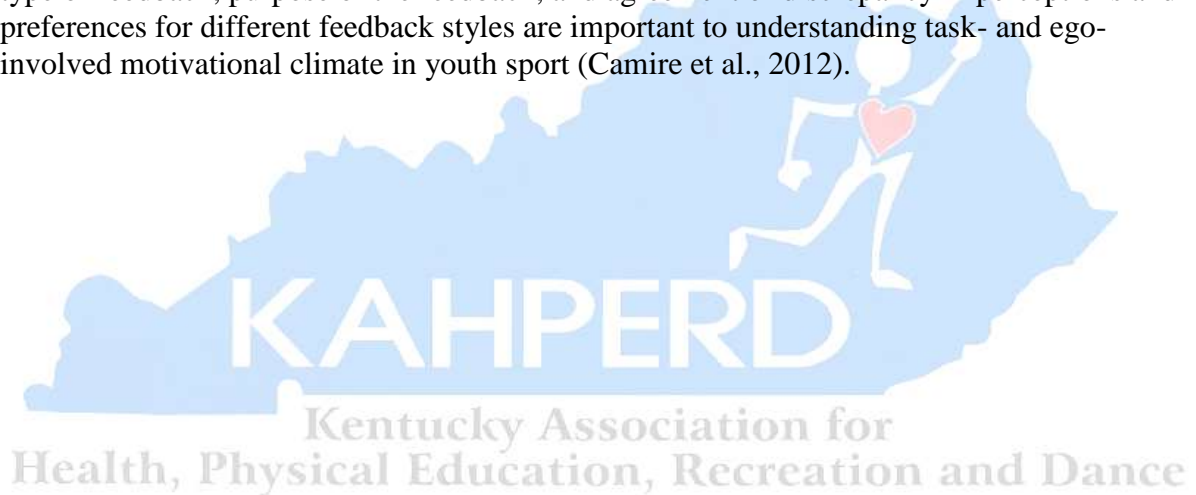 preferences for different feedback styles are important to understanding task- and ego-
involved motivational climate in youth sport (Camire et al., 2012).
KAHPERD
Kentucky Association for
Health, Physical Education, Recreation and Dance